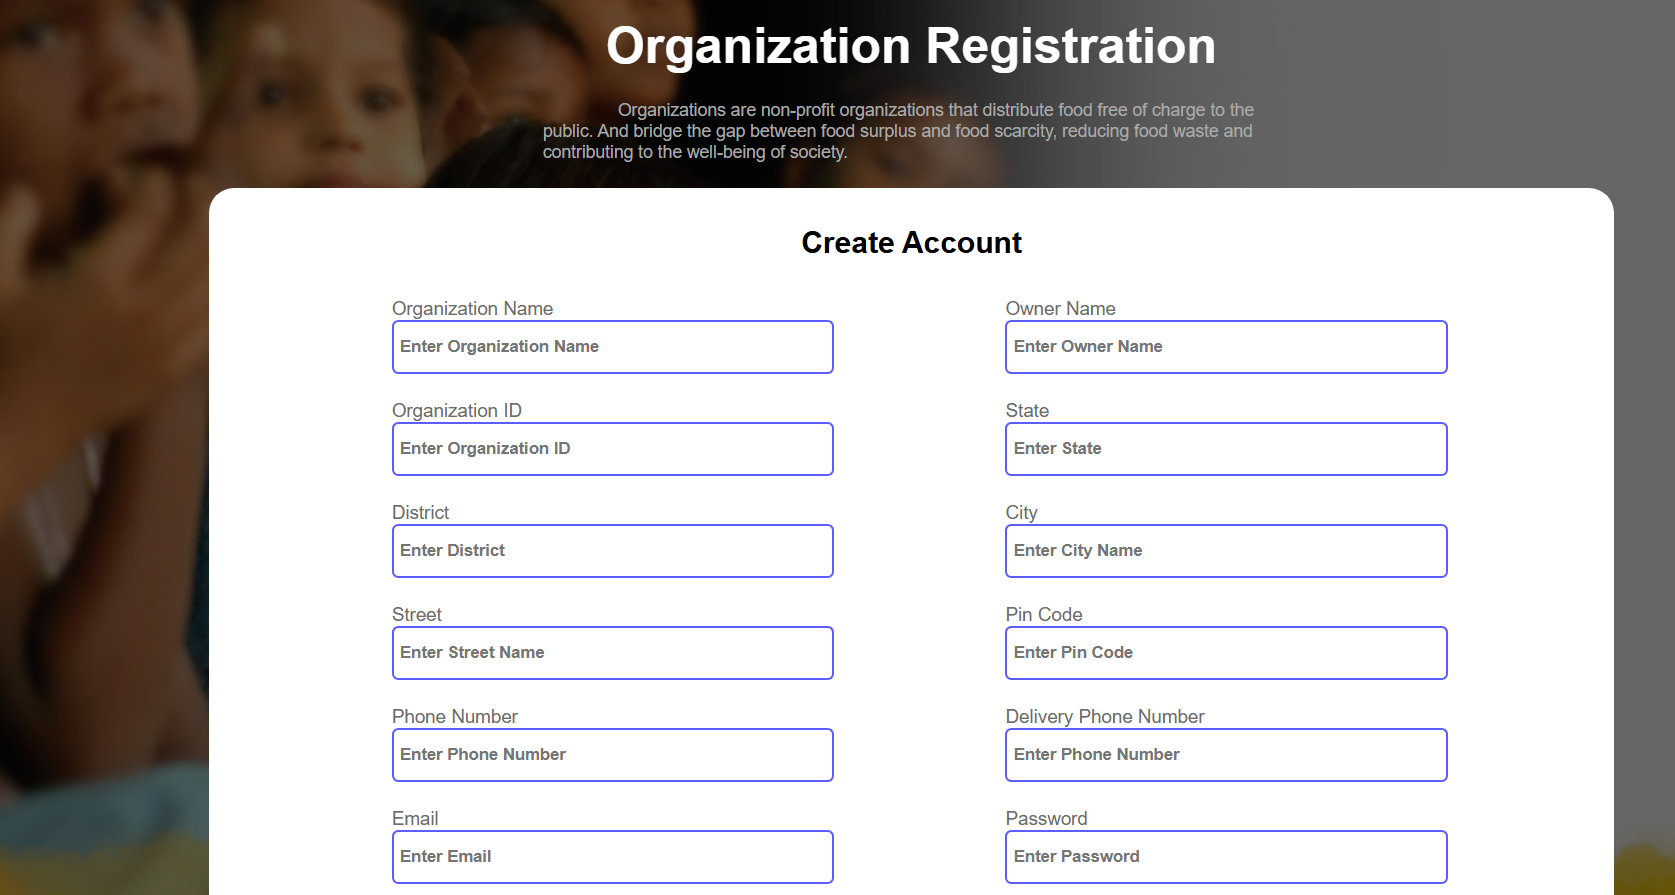 Organization Registration
Organizations are non-profit organizations that distribute food free of charge to the
public. And bridge the gap between food surplus and food scarcity, reducing food waste and
contributing to the well-being of society.
Create Account
Organization Name
Enter Organization Name
Owner Name
Enter Owner Name
Organization ID
Enter Organization ID
State
Enter State
District
Enter District
City
Enter City Name
Street
Enter Street Name
Pin Code
Enter Pin Code
Phone Number
Enter Phone Number
Delivery Phone Number
Enter Phone Number
Email
Enter Email
Password
Enter Password